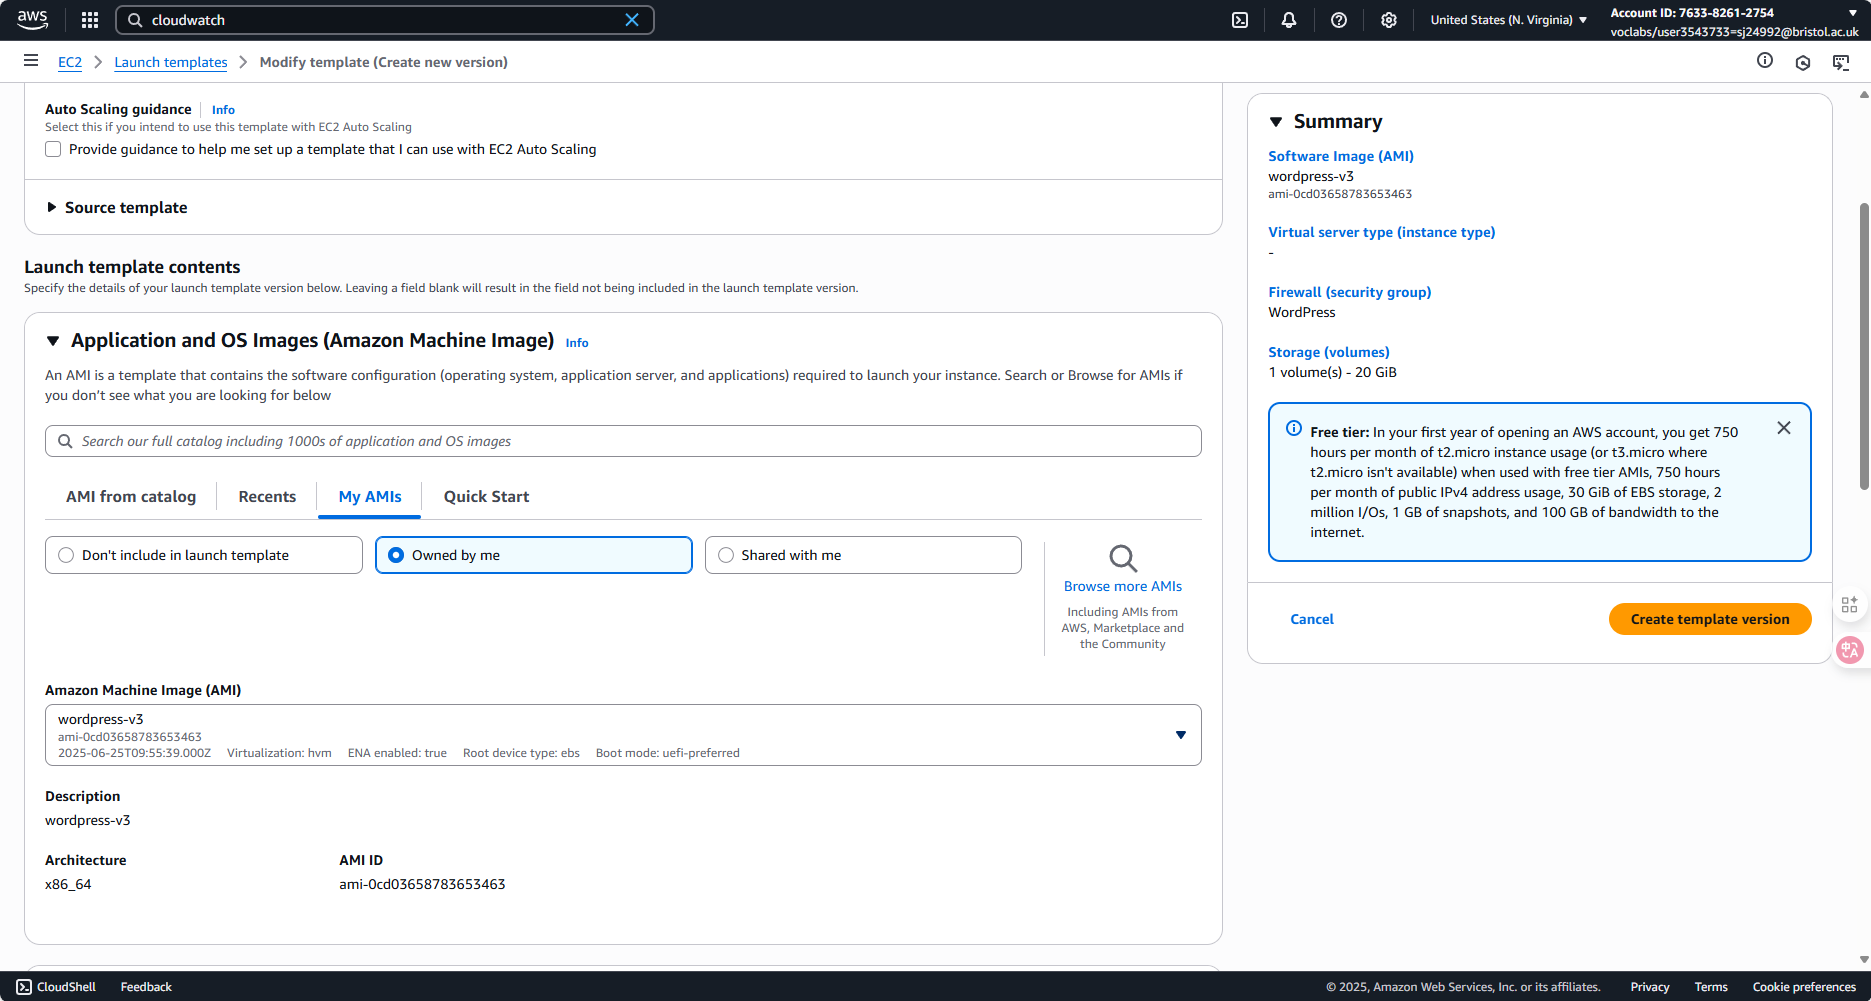 aws
cloudwatch
United States (N. Virginia)
Account ID: 7633-8261-2754
voclabs/user3543733=sj24992@bristol.ac.uk
EC2
Launch templates
Modify template (Create new version)
Auto Scaling guidance
Info
Select this if you intend to use this template with EC2 Auto Scaling
Provide guidance to help me set up a template that I can use with EC2 Auto Scaling
Source template
Launch template contents
Specify the details of your launch template version below. Leaving a field blank will result in the field not being included in the launch template version.
Application and OS Images (Amazon Machine Image)
Info
An AMI is a template that contains the software configuration (operating system, application server, and applications) required to launch your instance. Search or Browse for AMIs if
you don't see what you are looking for below
Search our full catalog including 1000s of application and OS images
AMI from catalog
Recents
My AMIs
Quick Start
Don't include in launch template
Owned by me
Shared with me
Browse more AMIs
Including AMIs from
AWS, Marketplace and
the Community
Amazon Machine Image (AMI)
wordpress-v3
ami-0cd03658783653463
2025-06-25T09:55:39.000Z
Virtualization: hvm
ENA enabled: true
Root device type: ebs
Boot mode: uefi-preferred
Description
wordpress-v3
Architecture
AMI ID
x86_64
ami-0cd03658783653463
Summary
Software Image (AMI)
wordpress-v3
ami-0cd03658783653463
Virtual server type (instance type)
-
Firewall (security group)
WordPress
Storage (volumes)
1 volume(s) - 20 GiB
Free tier: In your first year of opening an AWS account, you get 750
hours per month of t2.micro instance usage (or t3.micro where
t2.micro isn't available) when used with free tier AMIs, 750 hours
per month of public IPv4 address usage, 30 GiB of EBS storage, 2
million I/Os, 1 GB of snapshots, and 100 GB of bandwidth to the
internet.
Cancel
Create template version
CloudShell
Feedback
© 2025, Amazon Web Services, Inc. or its affiliates.
Privacy
Terms
Cookie preferences